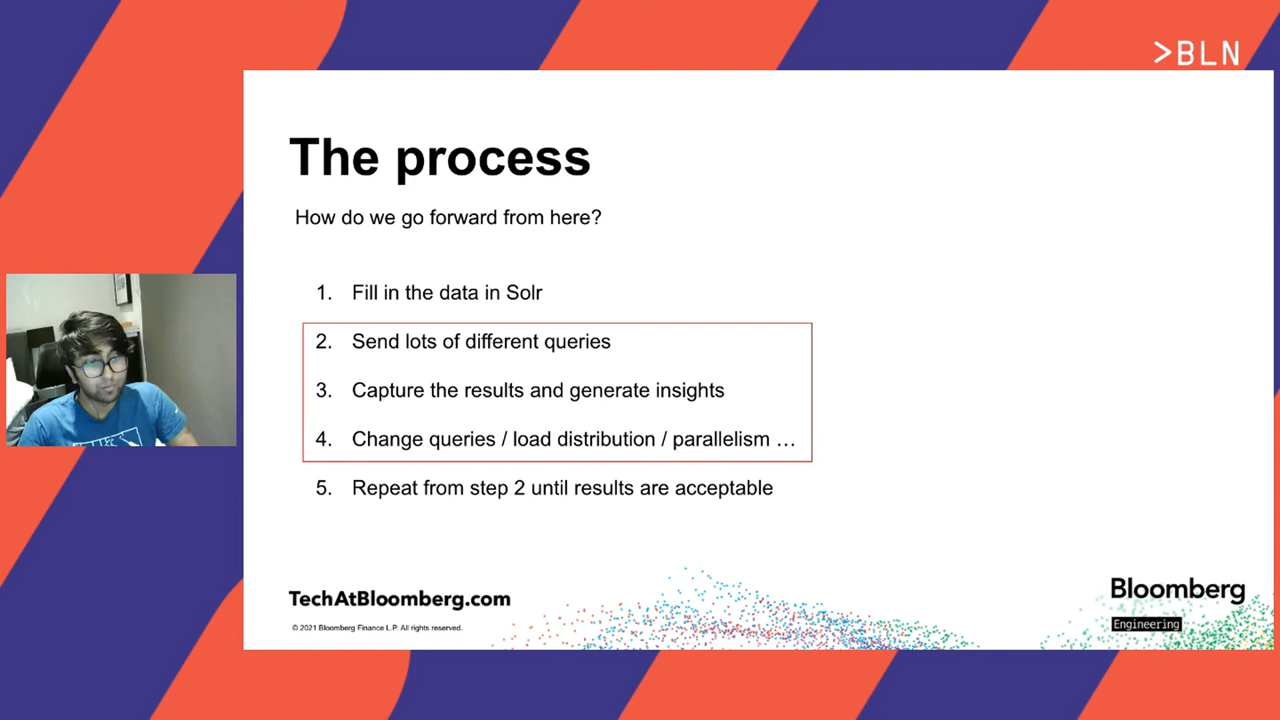 >BLN
The process
How do we go forward from here?
1. Fill in the data in Solr
2. Send lots of different queries
3. Capture the results and generate insights
4. Change queries / load distribution / parallelism …
5. Repeat from step 2 until results are acceptable
TechAtBloomberg.com
© 2021 Bloomberg Finance L.P. All rights reserved.
Bloomberg
Engineering